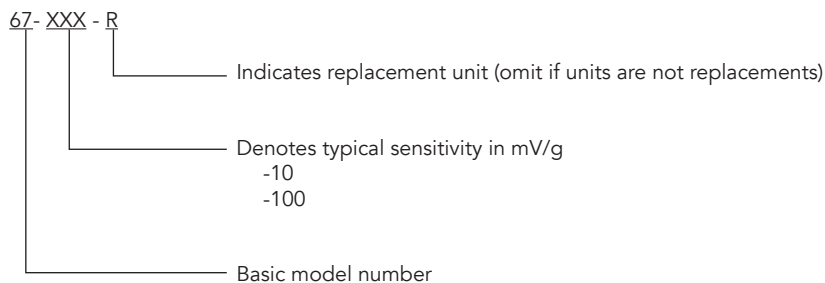 67- XXX - R
Indicates replacement unit (omit if units are not replacements)
Denotes typical sensitivity in mV/g
-10
-100
Basic model number